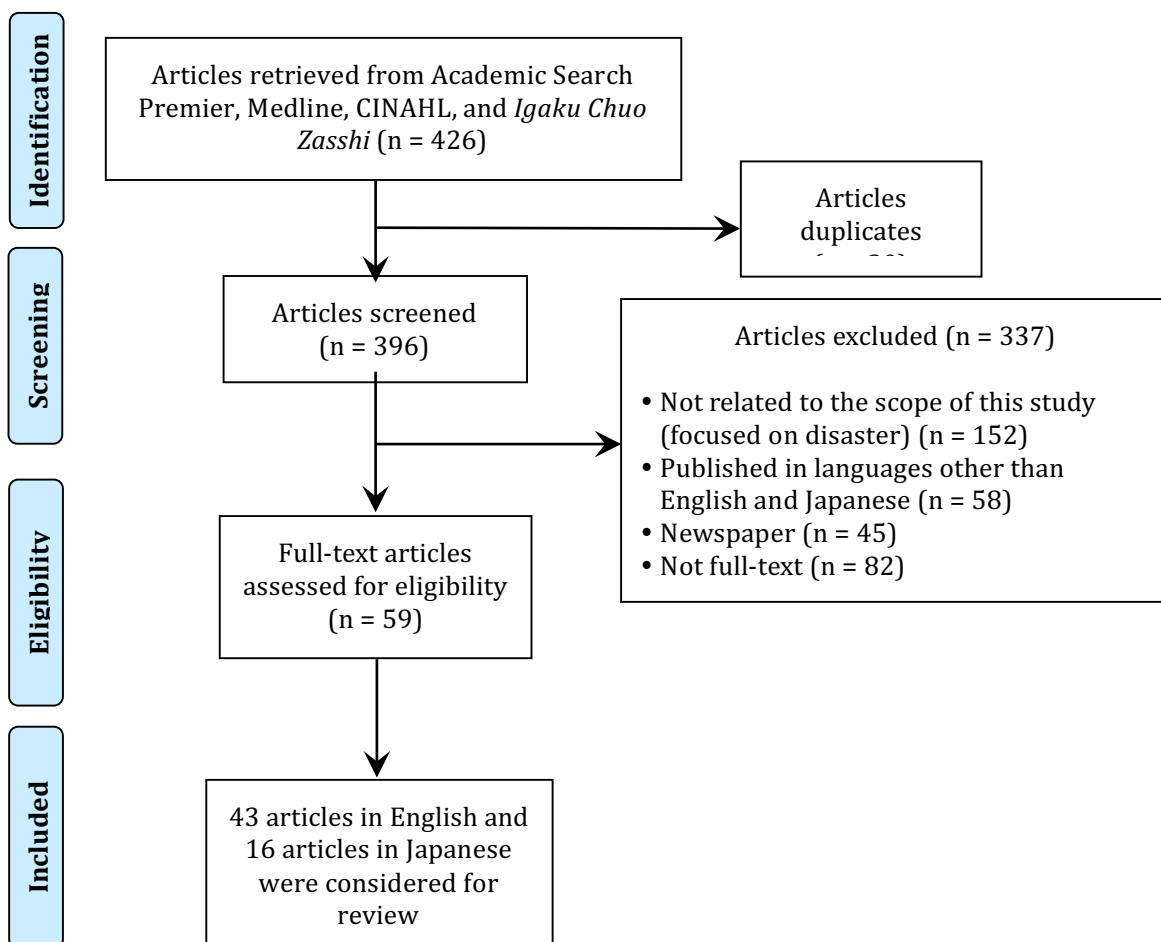 Identification
Articles retrieved from Academic Search
Premier, Medline, CINAHL, and Igaku Chuo
Zasshi (n = 426)
Articles
duplicates
Screening
Articles screened
(n = 396)
Articles excluded (n = 337)
• Not related to the scope of this study
(focused on disaster) (n = 152)
• Published in languages other than
English and Japanese (n = 58)
• Newspaper (n = 45)
• Not full-text (n = 82)
Eligibility
Full-text articles
assessed for eligibility
(n = 59)
Included
43 articles in English and
16 articles in Japanese
were considered for
review